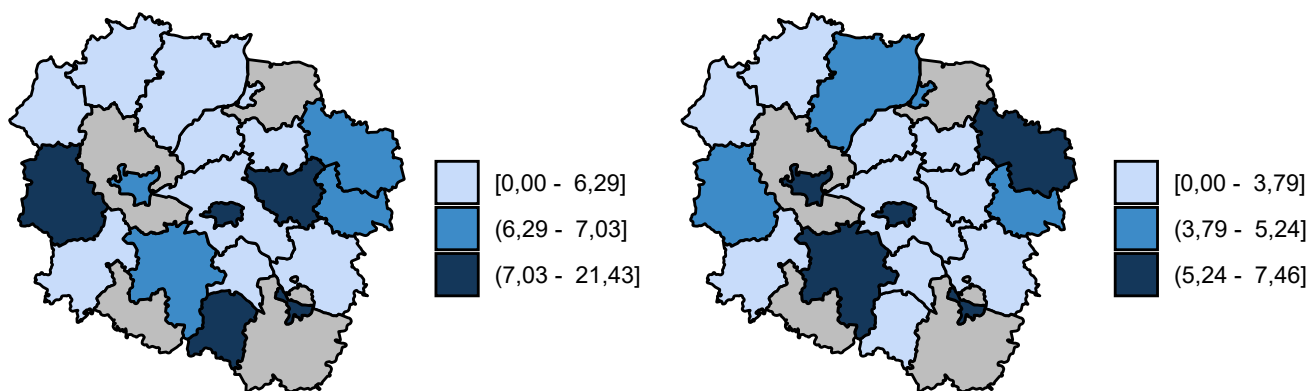 [0,00 - 6,29]
(6,29 - 7,03]
(7,03 - 21,43]
[0,00 - 3,79]
(3,79 - 5,24]
(5,24 - 7,46]